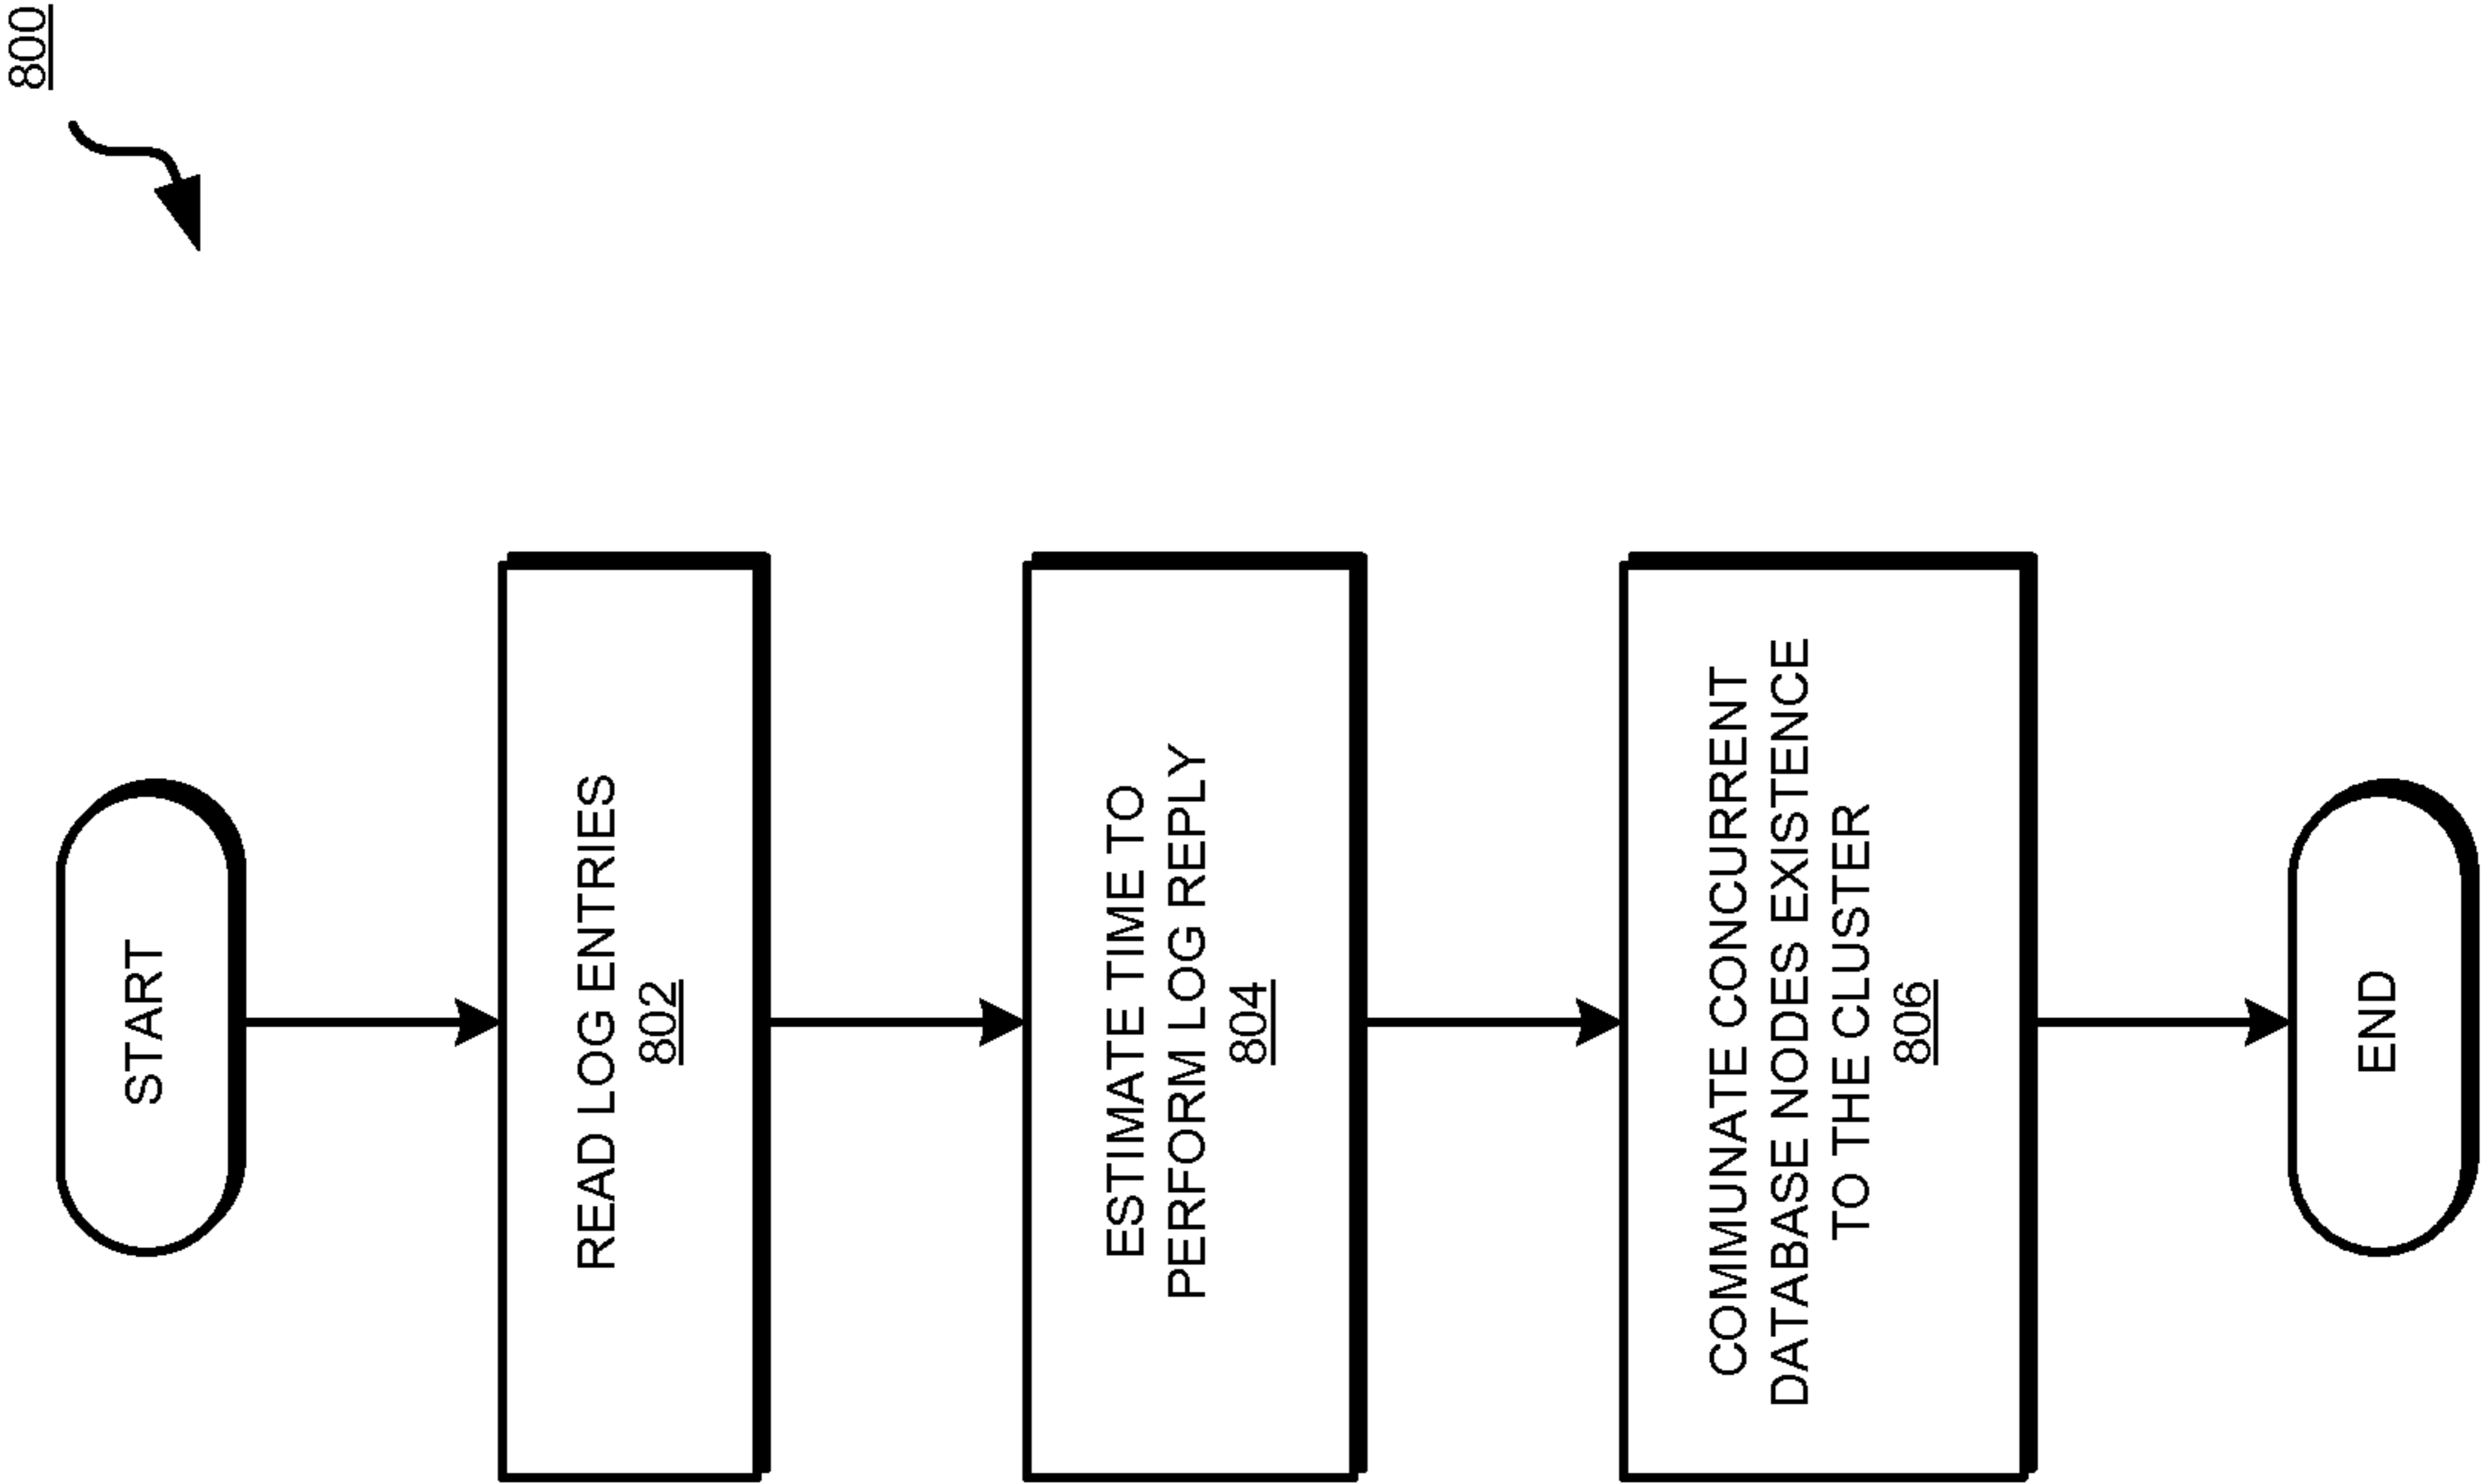 800
START
READ LOG ENTRIES
802
ESTIMATE TIME TO
PERFORM LOG REPLY
804
COMMUNATE CONCURRENT
DATABASE NODES EXISTENCE
TO THE CLUSTER
806
END